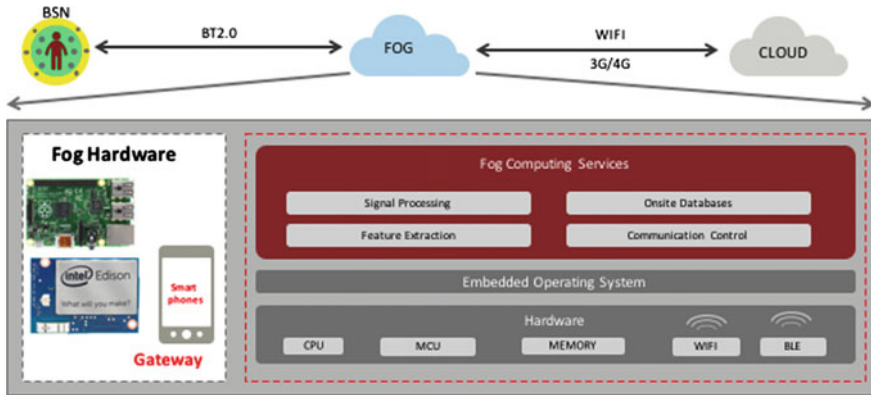 BSN
BT2.0
FOG
WIFI
3G/4G
CLOUD
Fog Hardware
intel Edison
What will you make?
Smart
phones
Gateway
Fog Computing Services
Signal Processing
Onsite Databases
Feature Extraction
Communication Control
Embedded Operating System
Hardware
CPU
MCU
MEMORY
WIFI
BLE